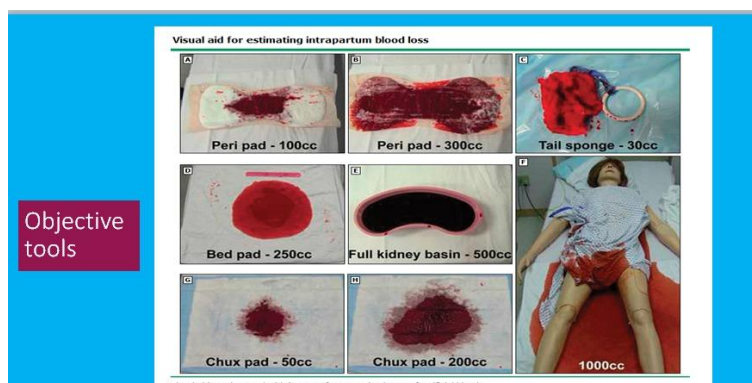 Visual aid for estimating intrapartum blood loss
A
B
C
Peri pad - 100cc
Peri pad - 300cc
Tail sponge - 30cc
D
E
F
Bed pad - 250cc
Full kidney basin - 500cc
Objective
tools
G
H
Chux pad - 50cc
Chux pad - 200cc
1000cc